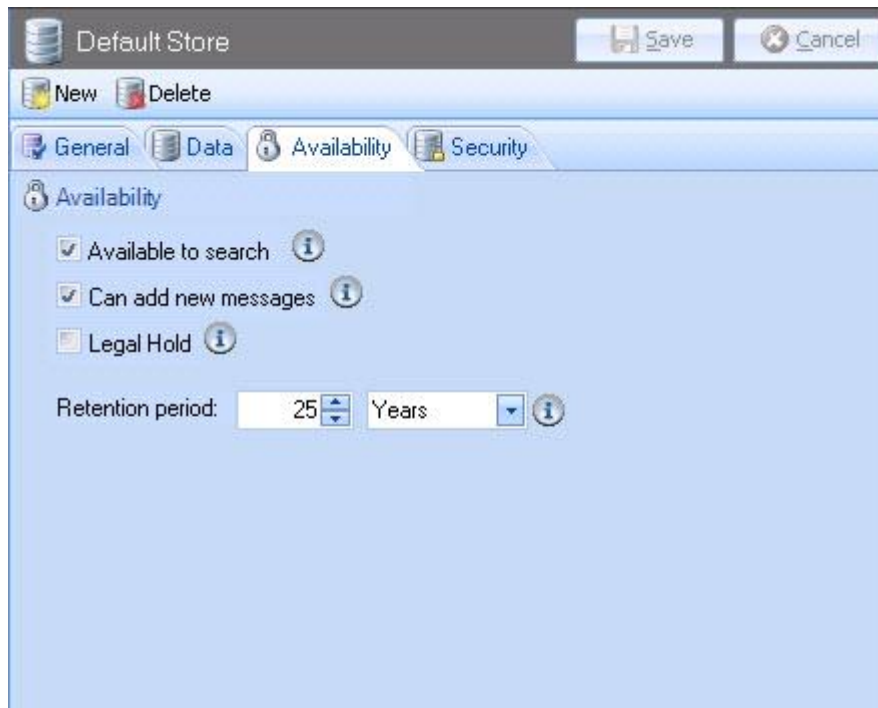 Default Store
Save Cancel
New Delete
General Data Availability Security
Availability
Available to search
Can add new messages
Legal Hold
Retention period: 25 Years